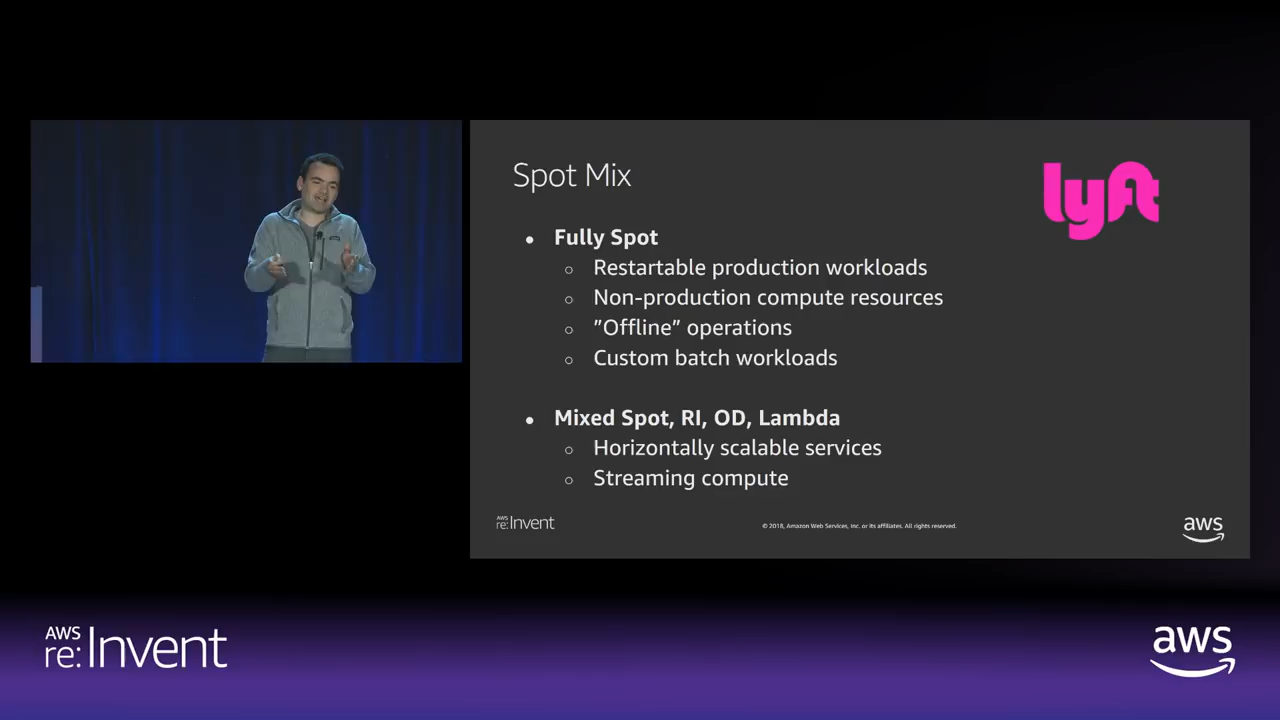 Spot Mix
lyft
• Fully Spot
○ Restartable production workloads
○ Non-production compute resources
○ ”Offline” operations
○ Custom batch workloads
• Mixed Spot, RI, OD, Lambda
○ Horizontally scalable services
○ Streaming compute
AWS
re:Invent
© 2018, Amazon Web Services, Inc. or its affiliates. All rights reserved.
aws
AWS
re:Invent
aws